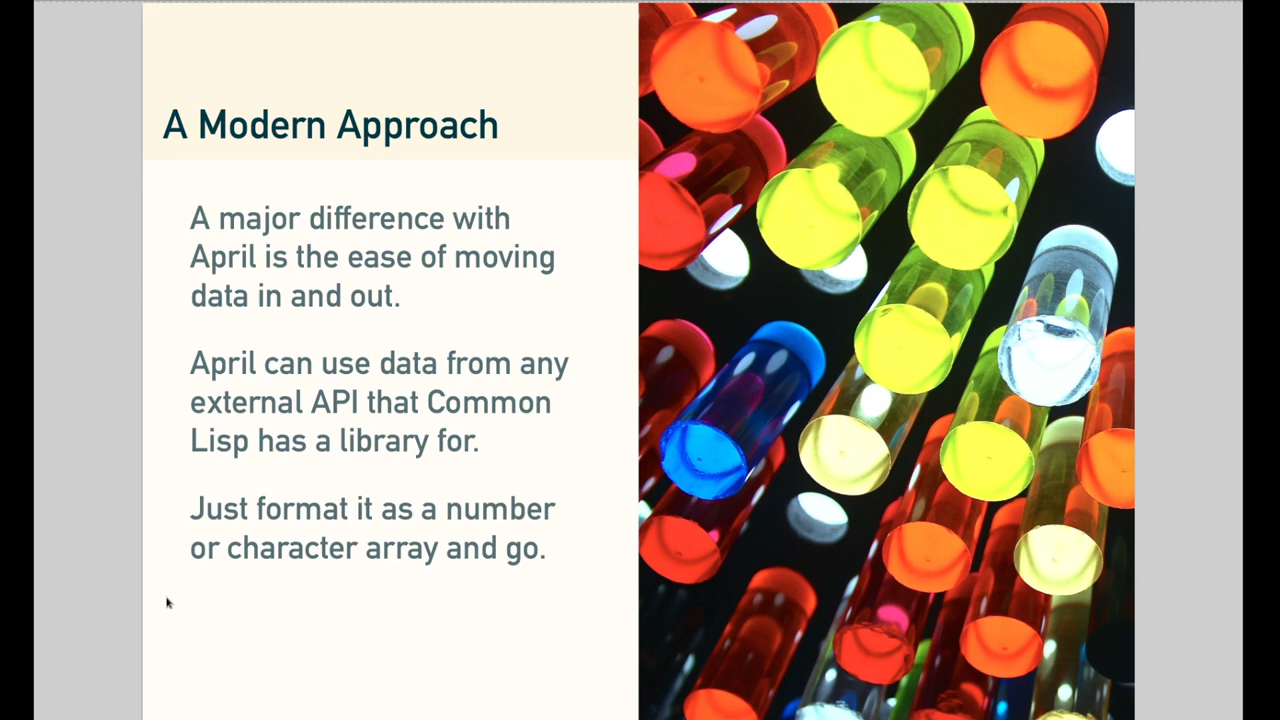 A Modern Approach
A major difference with
April is the ease of moving
data in and out.
April can use data from any
external API that Common
Lisp has a library for.
Just format it as a number
or character array and go.